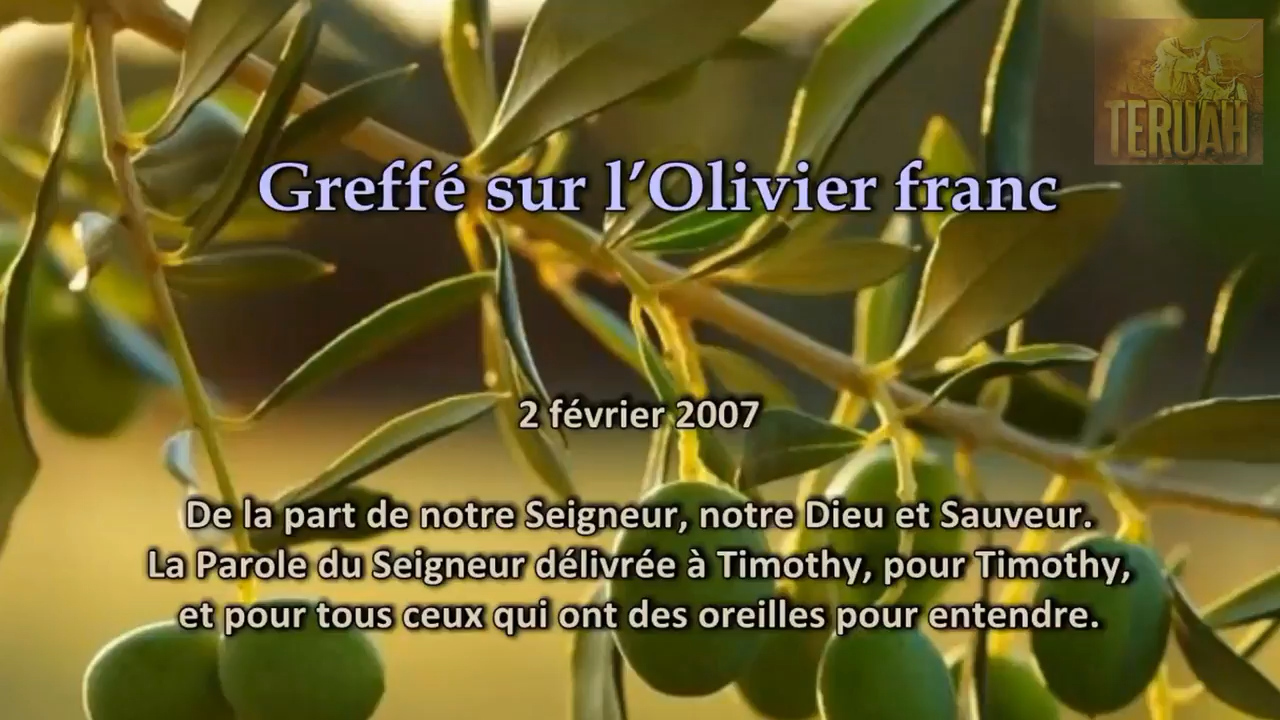 TERUAH
Greffé sur l’Olivier franc
2 février 2007
De la part de notre Seigneur, notre Dieu et Sauveur.
La Parole du Seigneur délivrée à Timothy, pour Timothy,
et pour tous ceux qui ont des oreilles pour entendre.